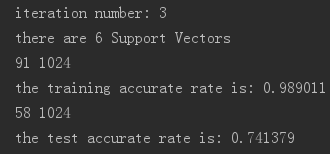 iteration number: 3
there are 6 Support Vectors
91 1024
the training accurate rate is: 0.989011
58 1024
the test accurate rate is: 0.741379